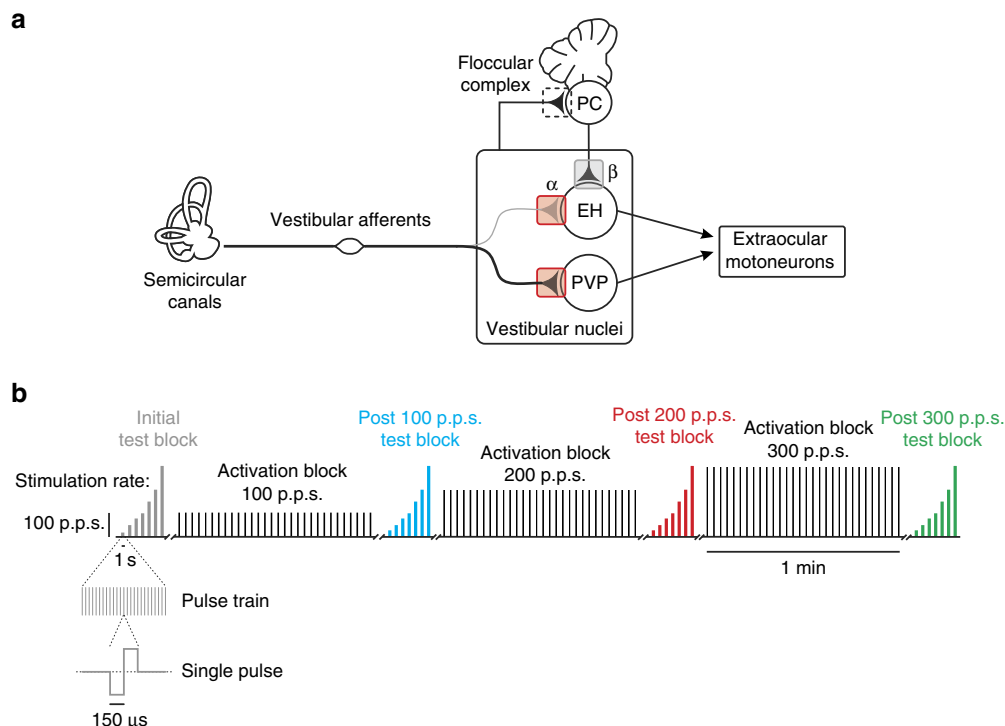 a
Floccular
complex
PC
β
α
EH
Vestibular afferents
Extraocular
motoneurons
Semicircular
canals
PVP
Vestibular nuclei
b
Initial
test block
Post 100 p.p.s.
test block
Post 200 p.p.s.
test block
Post 300 p.p.s.
test block
Activation block
100 p.p.s.
Activation block
200 p.p.s.
Activation block
300 p.p.s.
Stimulation rate:
100 p.p.s.
1 s
1 min
Pulse train
Single pulse
150 μs